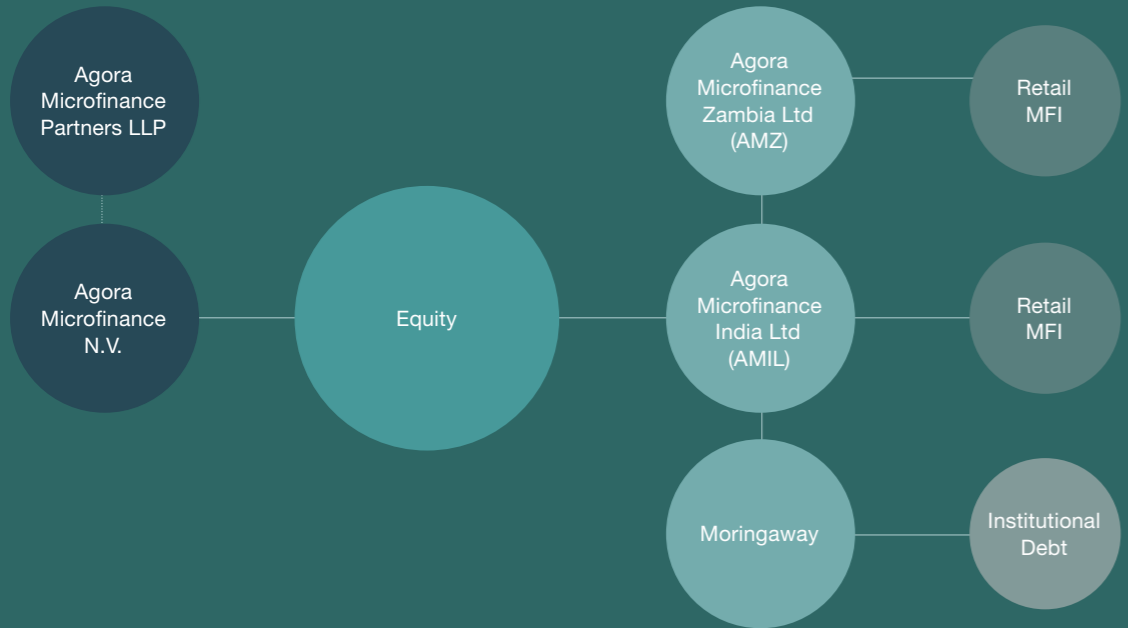 Agora
Microfinance
Partners LLP
Agora
Microfinance
N.V.
Equity
Agora
Microfinance
Zambia Ltd
(AMZ)
Retail
MFI
Agora
Microfinance
India Ltd
(AMIL)
Retail
MFI
Moringaway
Institutional
Debt